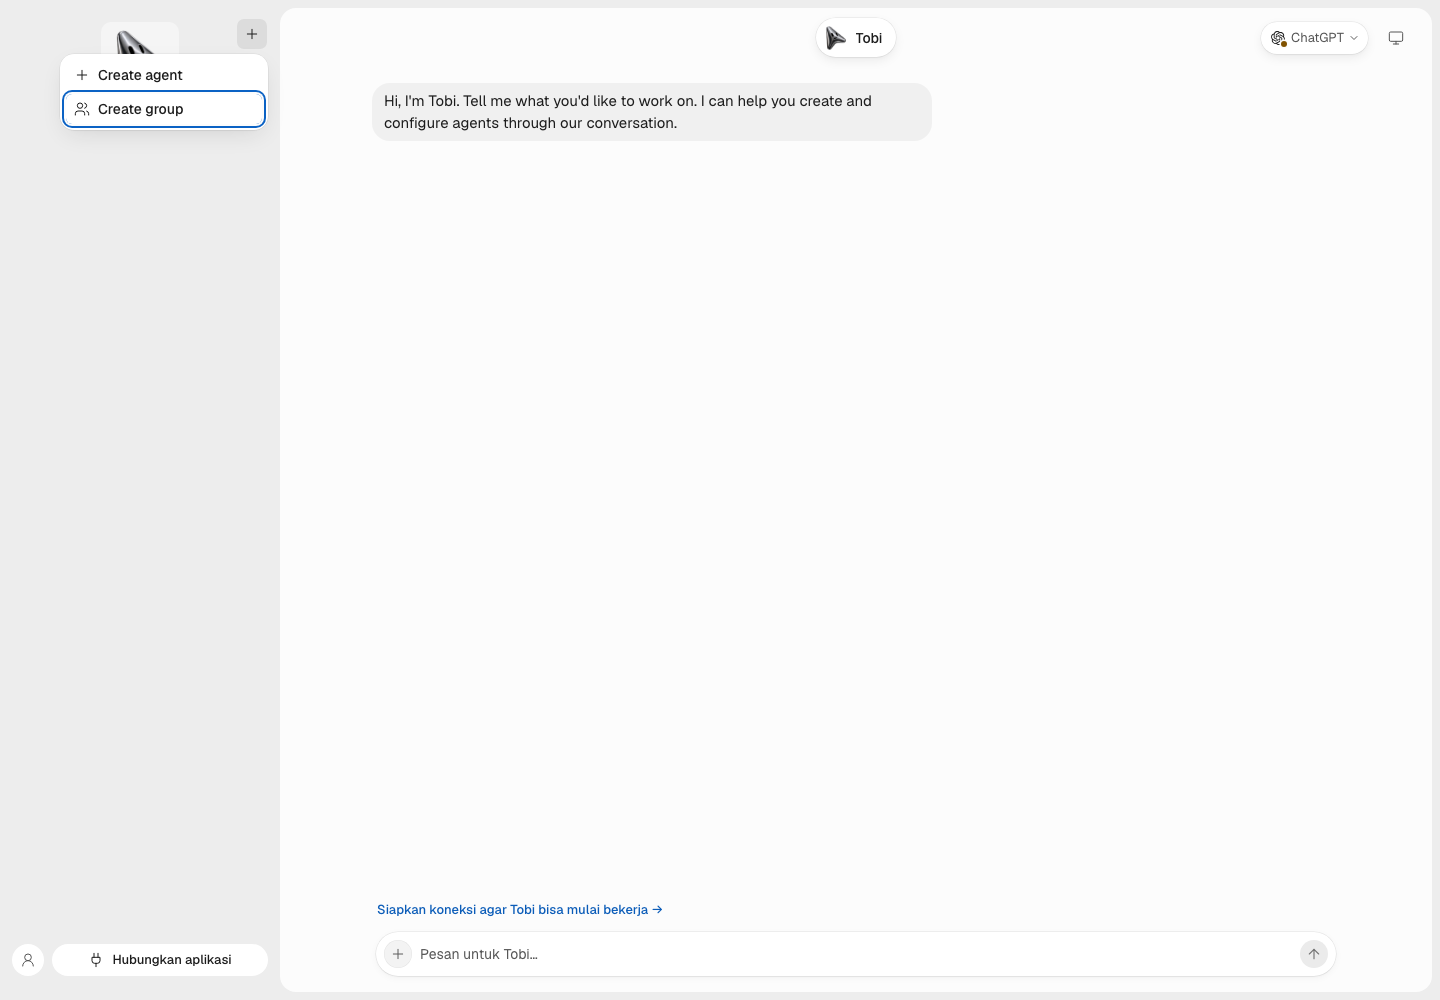 Create agent
Create group
Tobi
ChatGPT
Hi, I'm Tobi. Tell me what you'd like to work on. I can help you create and
configure agents through our conversation.
Siapkan koneksi agar Tobi bisa mulai bekerja →
Pesan untuk Tobi…
Hubungkan aplikasi